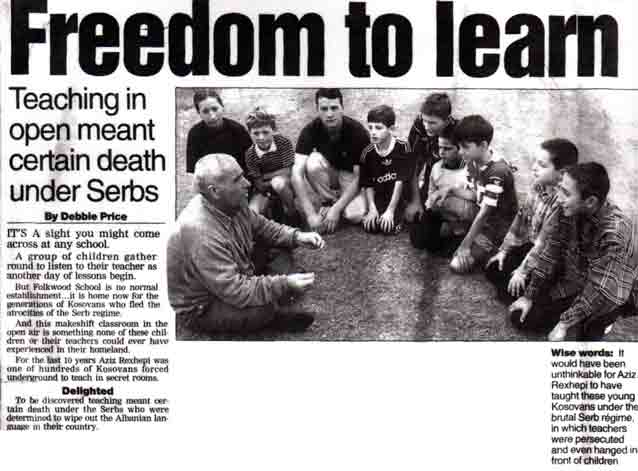 Freedom to learn
Teaching in
open meant
certain death
under Serbs
By Debbie Price
IT'S A sight you might come
across at any school.
A group of children gather
round to listen to their teacher as
another day of lessons begin.
But Folkwood School is no normal
establishment...it is home now for the
generations of Kosovans who fled the
atrocities of the Serb regime.
And this makeshift classroom in the
open air is something none of these chil-
dren or their teachers could ever have
experienced in their homeland.
For the last 10 years Aziz Rexhepi was
one of hundreds of Kosovans forced
underground to teach in secret rooms.
Delighted
To be discovered teaching meant cer-
tain death under the Serbs who were
determined to wipe out the Albanian lan-
guage in their country.
adidas
Wise words: It
would have been
unthinkable for Aziz
Rexhepi to have
taught these young
Kosovans under the
brutal Serb régime,
in which teachers
were persecuted
and even hanged in
front of children